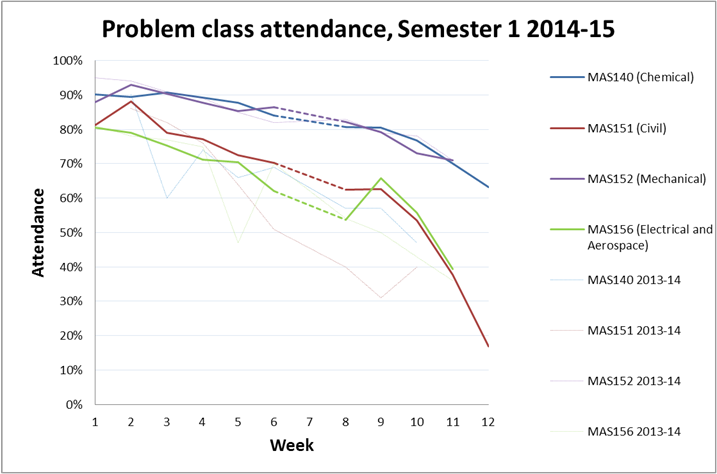 Problem class attendance, Semester 1 2014-15
100%
90%
80%
70%
60%
50%
40%
30%
20%
10%
0%
Attendance
1 2 3 4 5 6 7 8 9 10 11 12
Week
MAS140 (Chemical)
MAS151 (Civil)
MAS152 (Mechanical)
MAS156 (Electrical and
Aerospace)
MAS140 2013-14
MAS151 2013-14
MAS152 2013-14
MAS156 2013-14